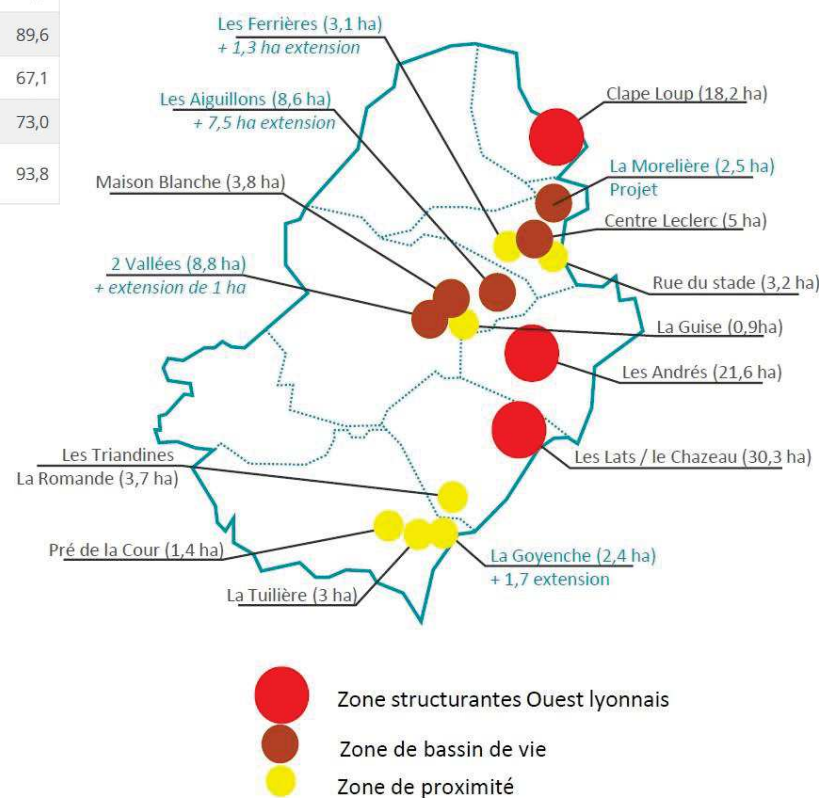 89,6
67,1
73,0
93,8
Les Ferrières (3,1 ha)
+ 1,3 ha extension
Les Aiguillons (8,6 ha)
+ 7,5 ha extension
Maison Blanche (3,8 ha)
2 Vallées (8,8 ha)
+ extension de 1 ha
Clape Loup (18,2 ha)
La Morelière (2,5 ha)
Projet
Centre Leclerc (5 ha)
Rue du stade (3,2 ha)
La Guise (0,9ha)
Les Andrés (21,6 ha)
Les Lats / le Chazeau (30,3 ha)
Les Triandines
La Romande (3,7 ha)
Pré de la Cour (1,4 ha)
La Tuilière (3 ha)
La Goyenche (2,4 ha)
+ 1,7 extension
Zone structurantes Ouest lyonnais
Zone de bassin de vie
Zone de proximité